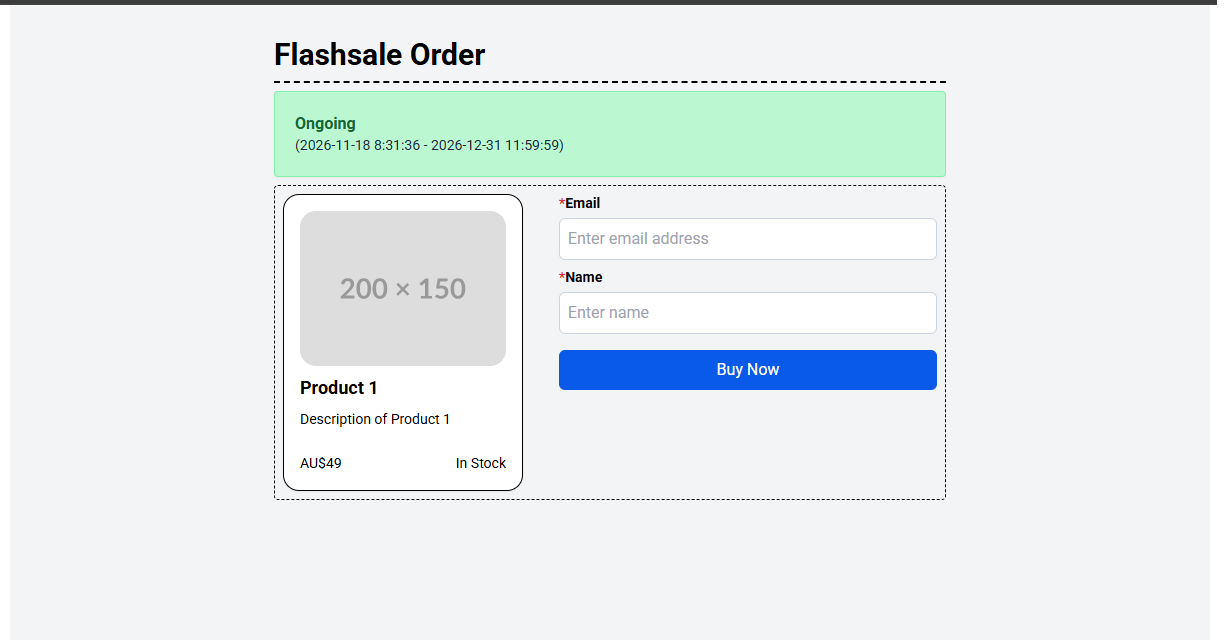 Flashsale Order
Ongoing
(2026-11-18 8:31:36 - 2026-12-31 11:59:59)
200 × 150
Product 1
Description of Product 1
AU$49 In Stock
*Email
Enter email address
*Name
Enter name
Buy Now